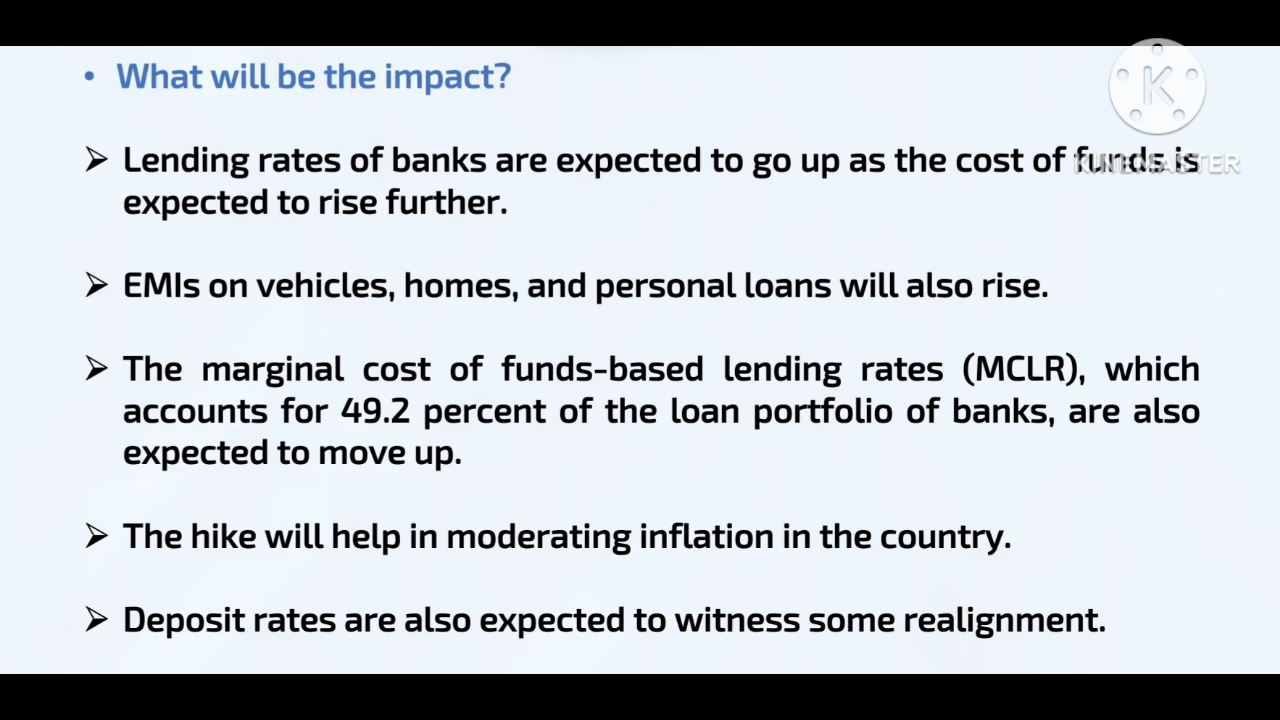 • What will be the impact?
K
KINEMASTER
➢ Lending rates of banks are expected to go up as the cost of funds is
expected to rise further.
➢ EMIs on vehicles, homes, and personal loans will also rise.
➢ The marginal cost of funds-based lending rates (MCLR), which
accounts for 49.2 percent of the loan portfolio of banks, are also
expected to move up.
➢ The hike will help in moderating inflation in the country.
➢ Deposit rates are also expected to witness some realignment.